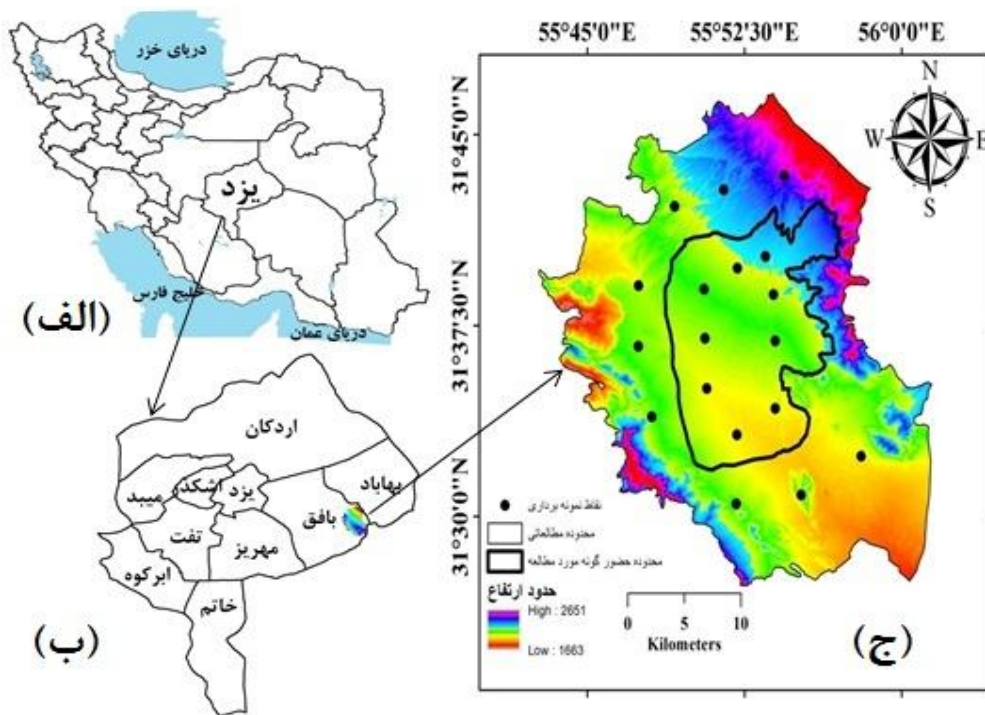 دریای خزر
یزد
خلیج فارس
دریای عمان
(الف)
اردکان
میبد
اشکذر
یزد
بهاباد
بافق
تفت
مهریز
ابرکوه
خاتم
(ب)
55°45'0"E
55°52'30"E
56°0'0"E
31°45'0"N
31°37'30"N
31°30'0"N
N
W
E
S
نقاط نمونه برداری
محدوده مطالعاتی
محدوده حضور گونه مورد مطالعه
حدود ارتفاع
High : 2651
Low : 1663
0 5 10
Kilometers
(ج)